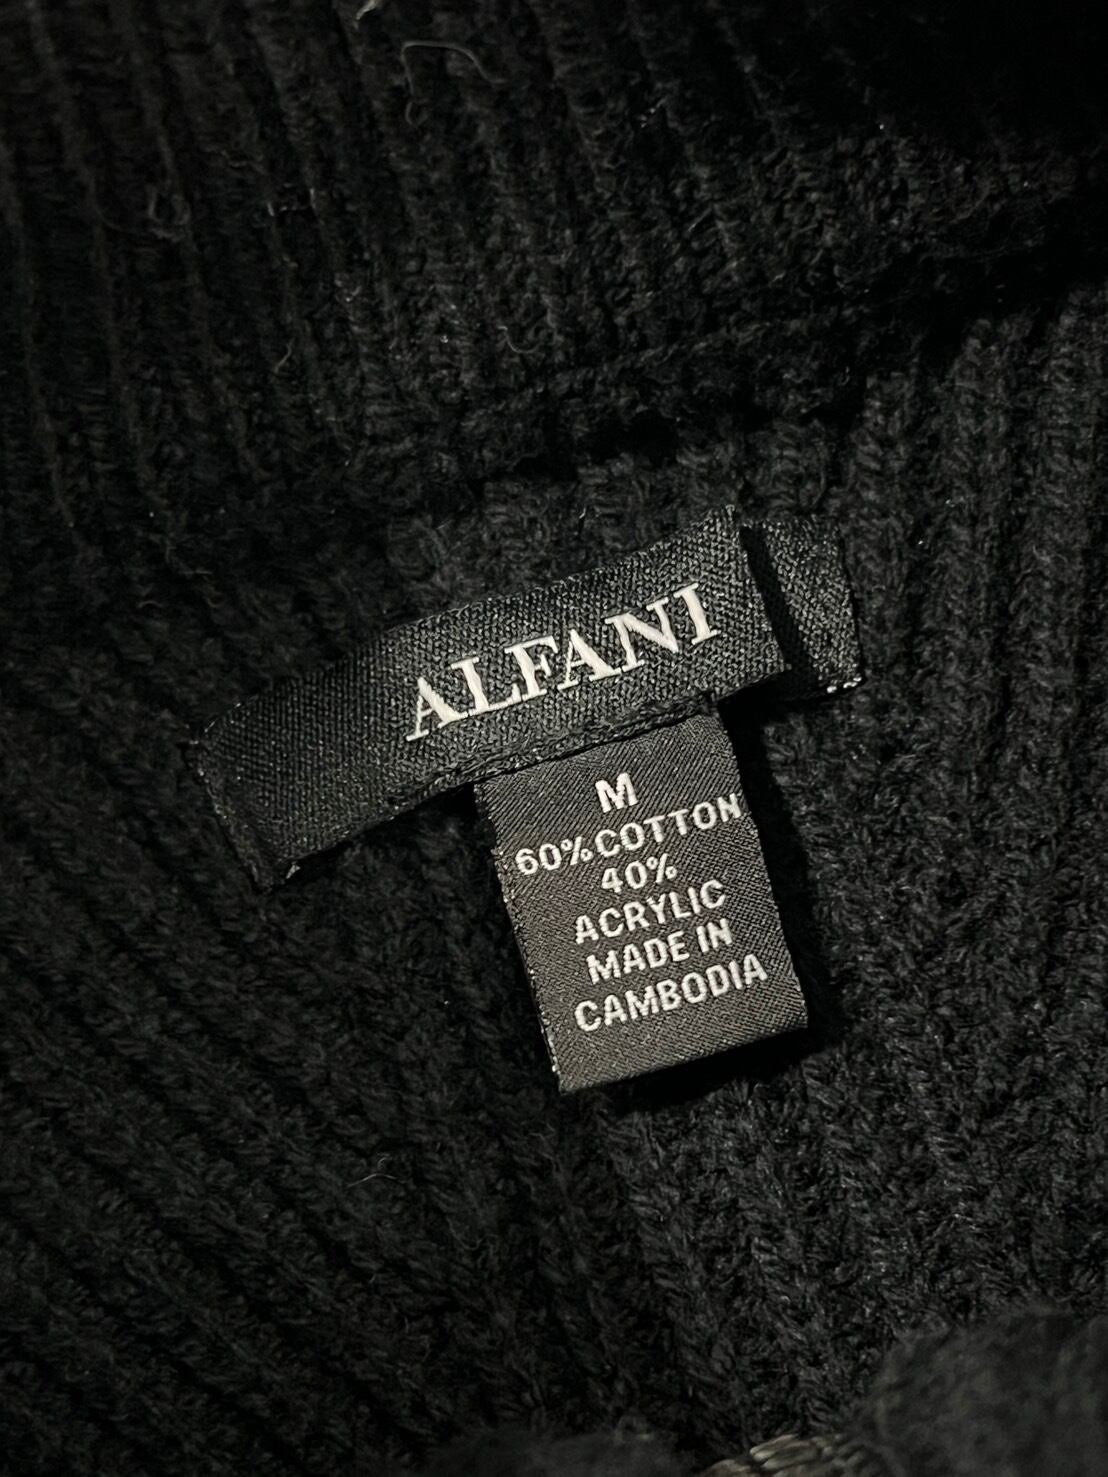 ALFANI
M
60%COTTON
40%
ACRYLIC
MADE IN
CAMBODIA